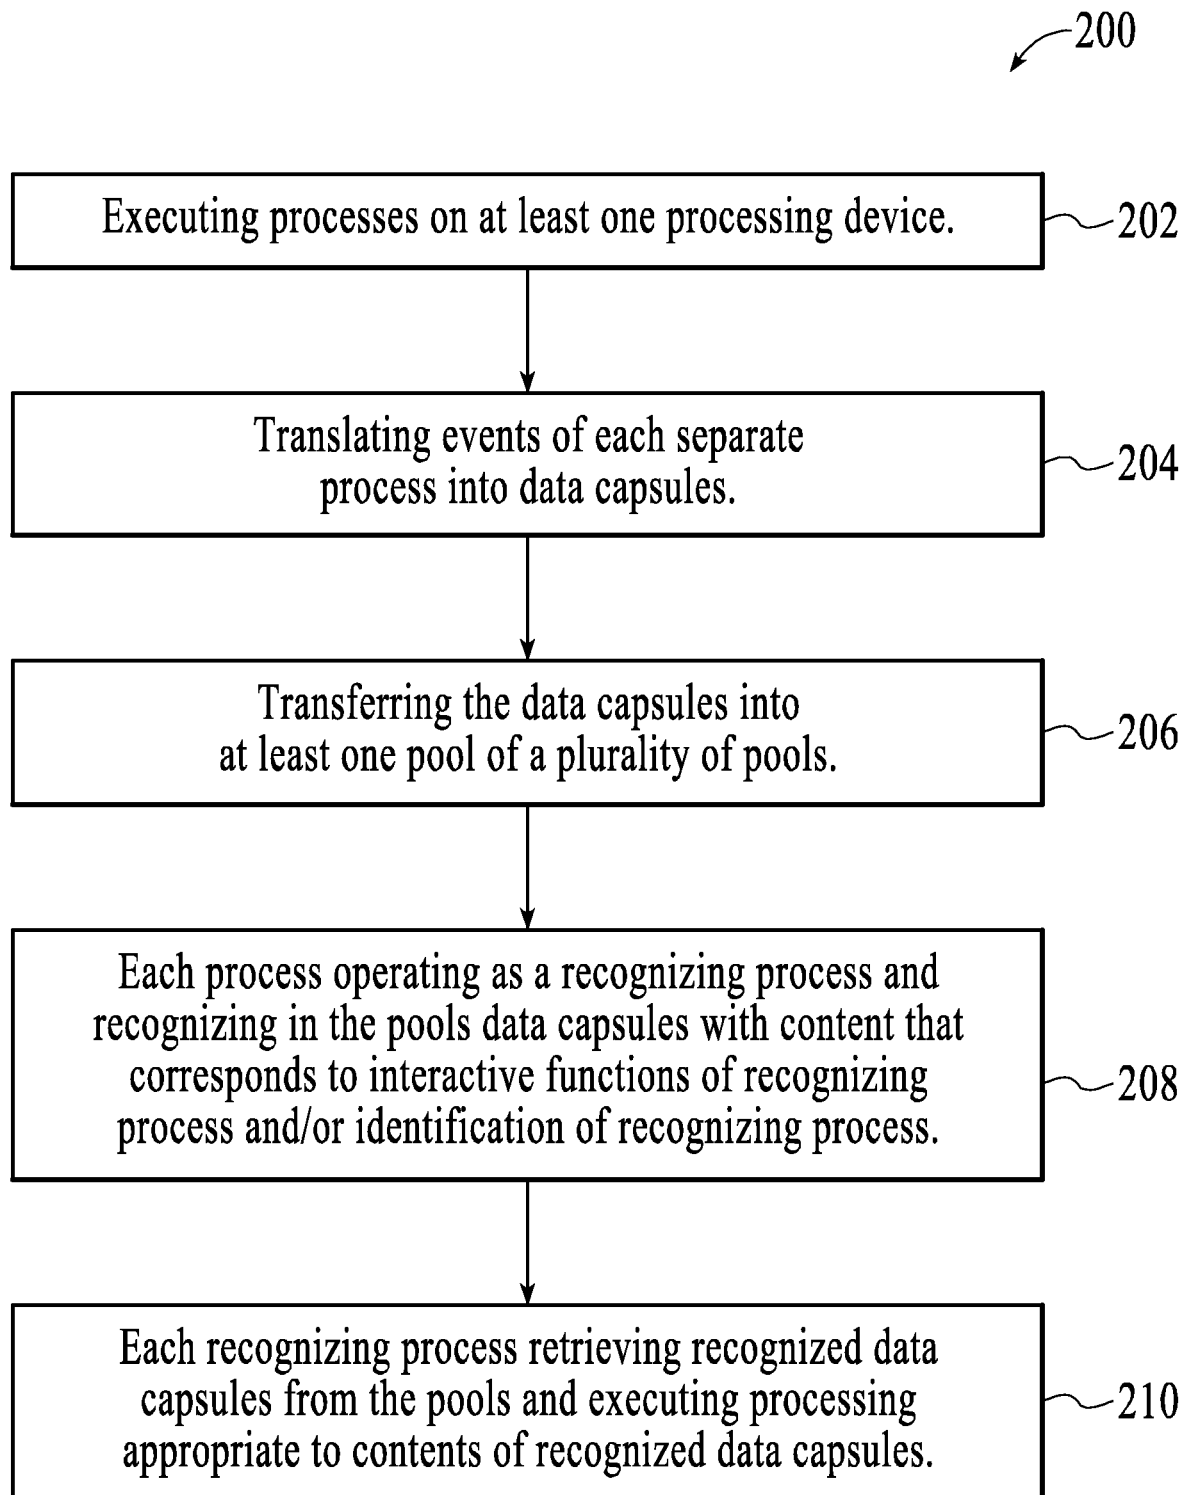 200
Executing processes on at least one processing device.
202
Translating events of each separate
process into data capsules.
204
Transferring the data capsules into
at least one pool of a plurality of pools.
206
Each process operating as a recognizing process and
recognizing in the pools data capsules with content that
corresponds to interactive functions of recognizing
process and/or identification of recognizing process.
208
Each recognizing process retrieving recognized data
capsules from the pools and executing processing
appropriate to contents of recognized data capsules.
210